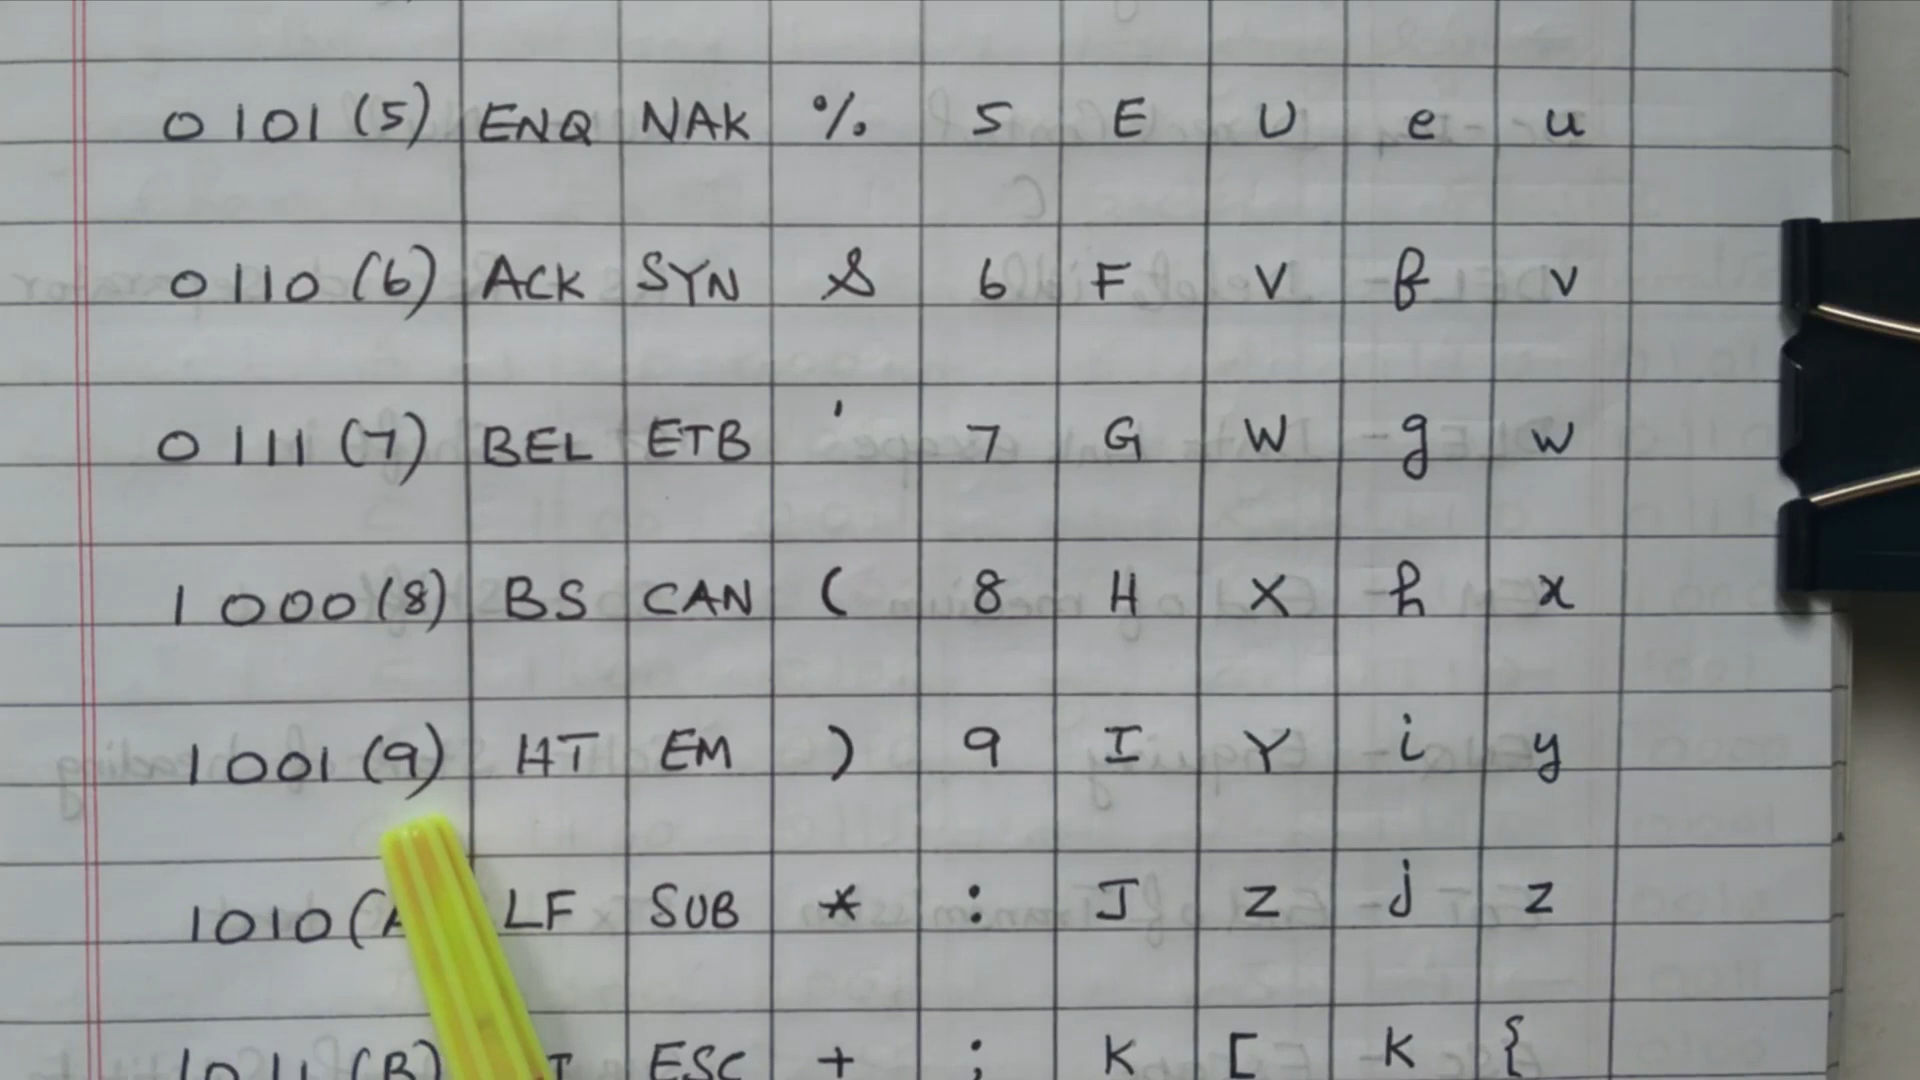 0101 (5) ENQ NAK % 5 E U e u
0110 (6) ACK SYN & 6 F V f v
0111 (7) BEL ETB ' 7 G W g w
1000 (8) BS CAN ( 8 H X h x
1001 (9) HT EM ) 9 I Y i y
1010 LF SUB * : J Z j z
1011 (B) ESC + ; K [ K {